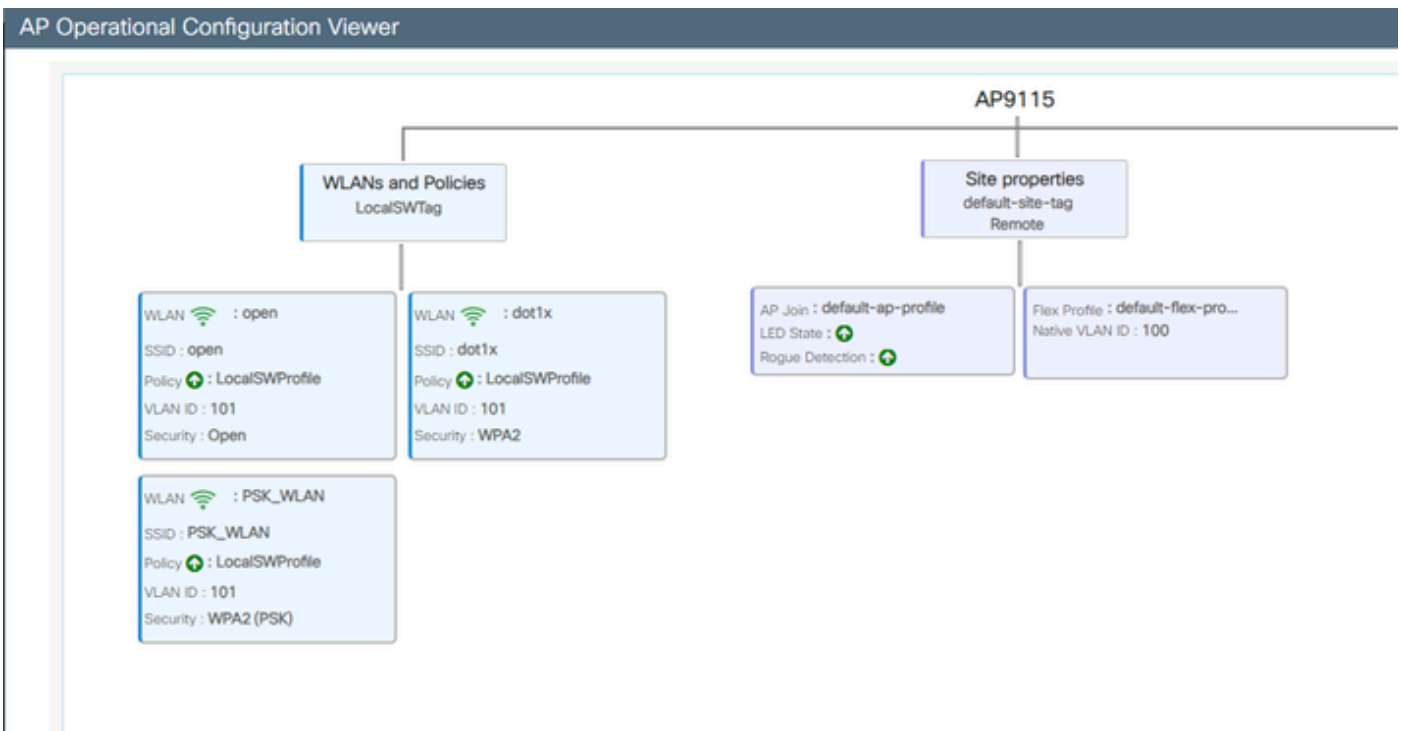 AP Operational Configuration Viewer
AP9115
WLANs and Policies
LocalSWTag
Site properties
default-site-tag
Remote
WLAN : open
SSID : open
Policy : LocalSWProfile
VLAN ID : 101
Security : Open
WLAN : dot1x
SSID : dot1x
Policy : LocalSWProfile
VLAN ID : 101
Security : WPA2
AP Join : default-ap-profile
LED State :
Rogue Detection :
Flex Profile : default-flex-pro...
Native VLAN ID : 100
WLAN : PSK_WLAN
SSID : PSK_WLAN
Policy : LocalSWProfile
VLAN ID : 101
Security : WPA2 (PSK)